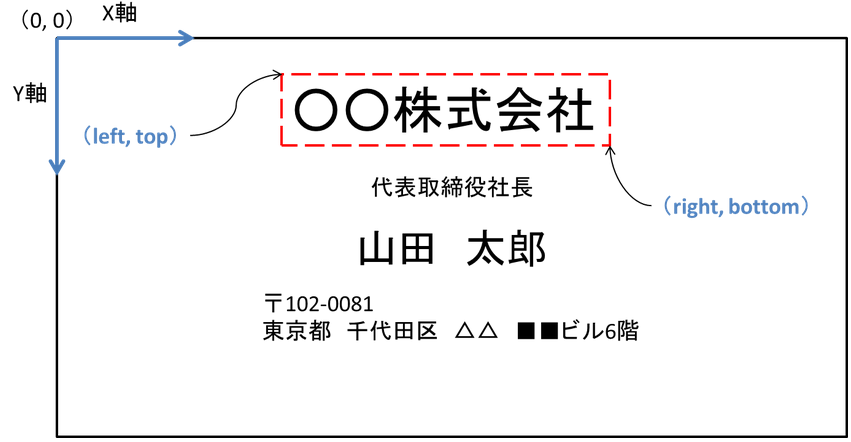 (0, 0)
X軸
Y軸
(left, top)
〇〇株式会社
代表取締役社長
(right, bottom)
山田　太郎
〒102-0081
東京都　千代田区　△△　■■ビル6階